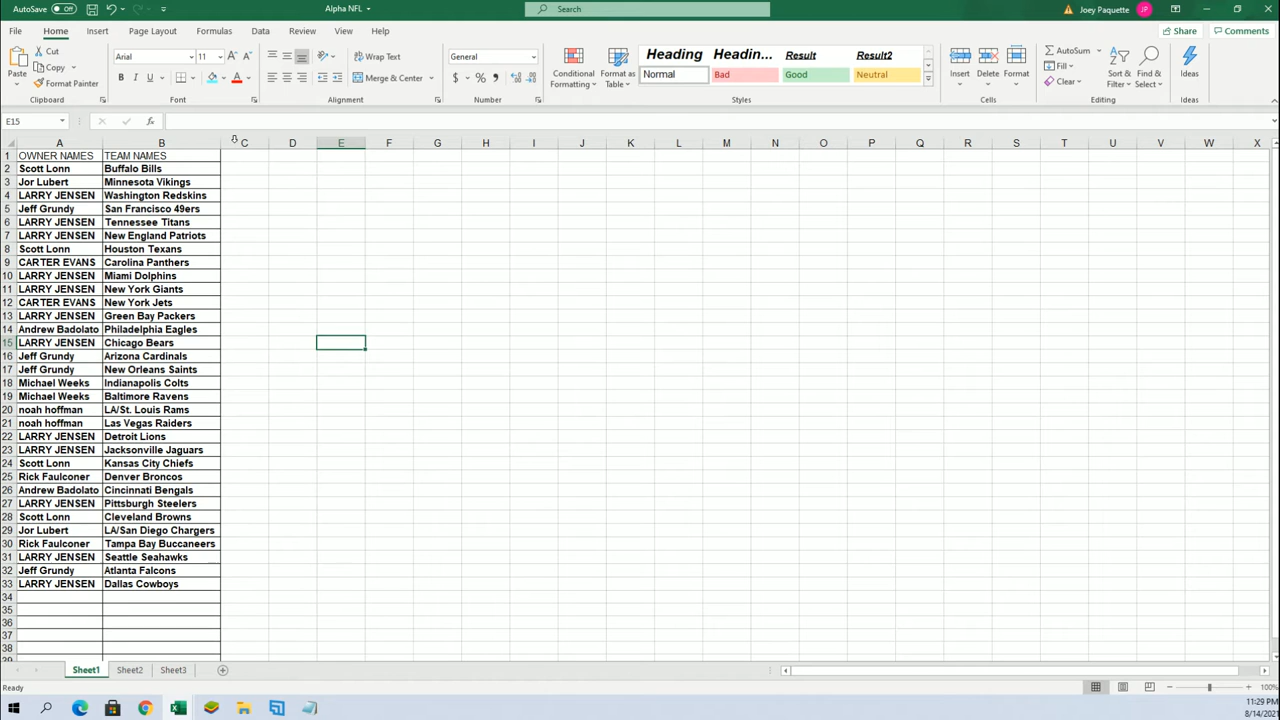 AutoSave Off Alpha NFL Search Joey Paquette JP
File Home Insert Page Layout Formulas Data Review View Help Share Comments
Paste Cut Copy Format Painter Clipboard
Arial 11 Font
Wrap Text Merge & Center Alignment
General Number
Conditional Formatting Format as Table
Heading Headin... Result Result2
Normal Bad Good Neutral
Styles
Insert Delete Format Cells
AutoSum Fill Clear Sort & Filter Find & Select Editing
Ideas Ideas
E15 fx
A B C D E F G H I J K L M N O P Q R S T U V W X
1 OWNER NAMES TEAM NAMES
2 Scott Lonn Buffalo Bills
3 Jor Lubert Minnesota Vikings
4 LARRY JENSEN Washington Redskins
5 Jeff Grundy San Francisco 49ers
6 LARRY JENSEN Tennessee Titans
7 LARRY JENSEN New England Patriots
8 Scott Lonn Houston Texans
9 CARTER EVANS Carolina Panthers
10 LARRY JENSEN Miami Dolphins
11 LARRY JENSEN New York Giants
12 CARTER EVANS New York Jets
13 LARRY JENSEN Green Bay Packers
14 Andrew Badolato Philadelphia Eagles
15 LARRY JENSEN Chicago Bears
16 Jeff Grundy Arizona Cardinals
17 Jeff Grundy New Orleans Saints
18 Michael Weeks Indianapolis Colts
19 Michael Weeks Baltimore Ravens
20 noah hoffman LA/St. Louis Rams
21 noah hoffman Las Vegas Raiders
22 LARRY JENSEN Detroit Lions
23 LARRY JENSEN Jacksonville Jaguars
24 Scott Lonn Kansas City Chiefs
25 Rick Faulconer Denver Broncos
26 Andrew Badolato Cincinnati Bengals
27 LARRY JENSEN Pittsburgh Steelers
28 Scott Lonn Cleveland Browns
29 Jor Lubert LA/San Diego Chargers
30 Rick Faulconer Tampa Bay Buccaneers
31 LARRY JENSEN Seattle Seahawks
32 Jeff Grundy Atlanta Falcons
33 LARRY JENSEN Dallas Cowboys
34
35
36
37
38
39
Sheet1 Sheet2 Sheet3
Ready 100%
11:29 PM
8/14/2021